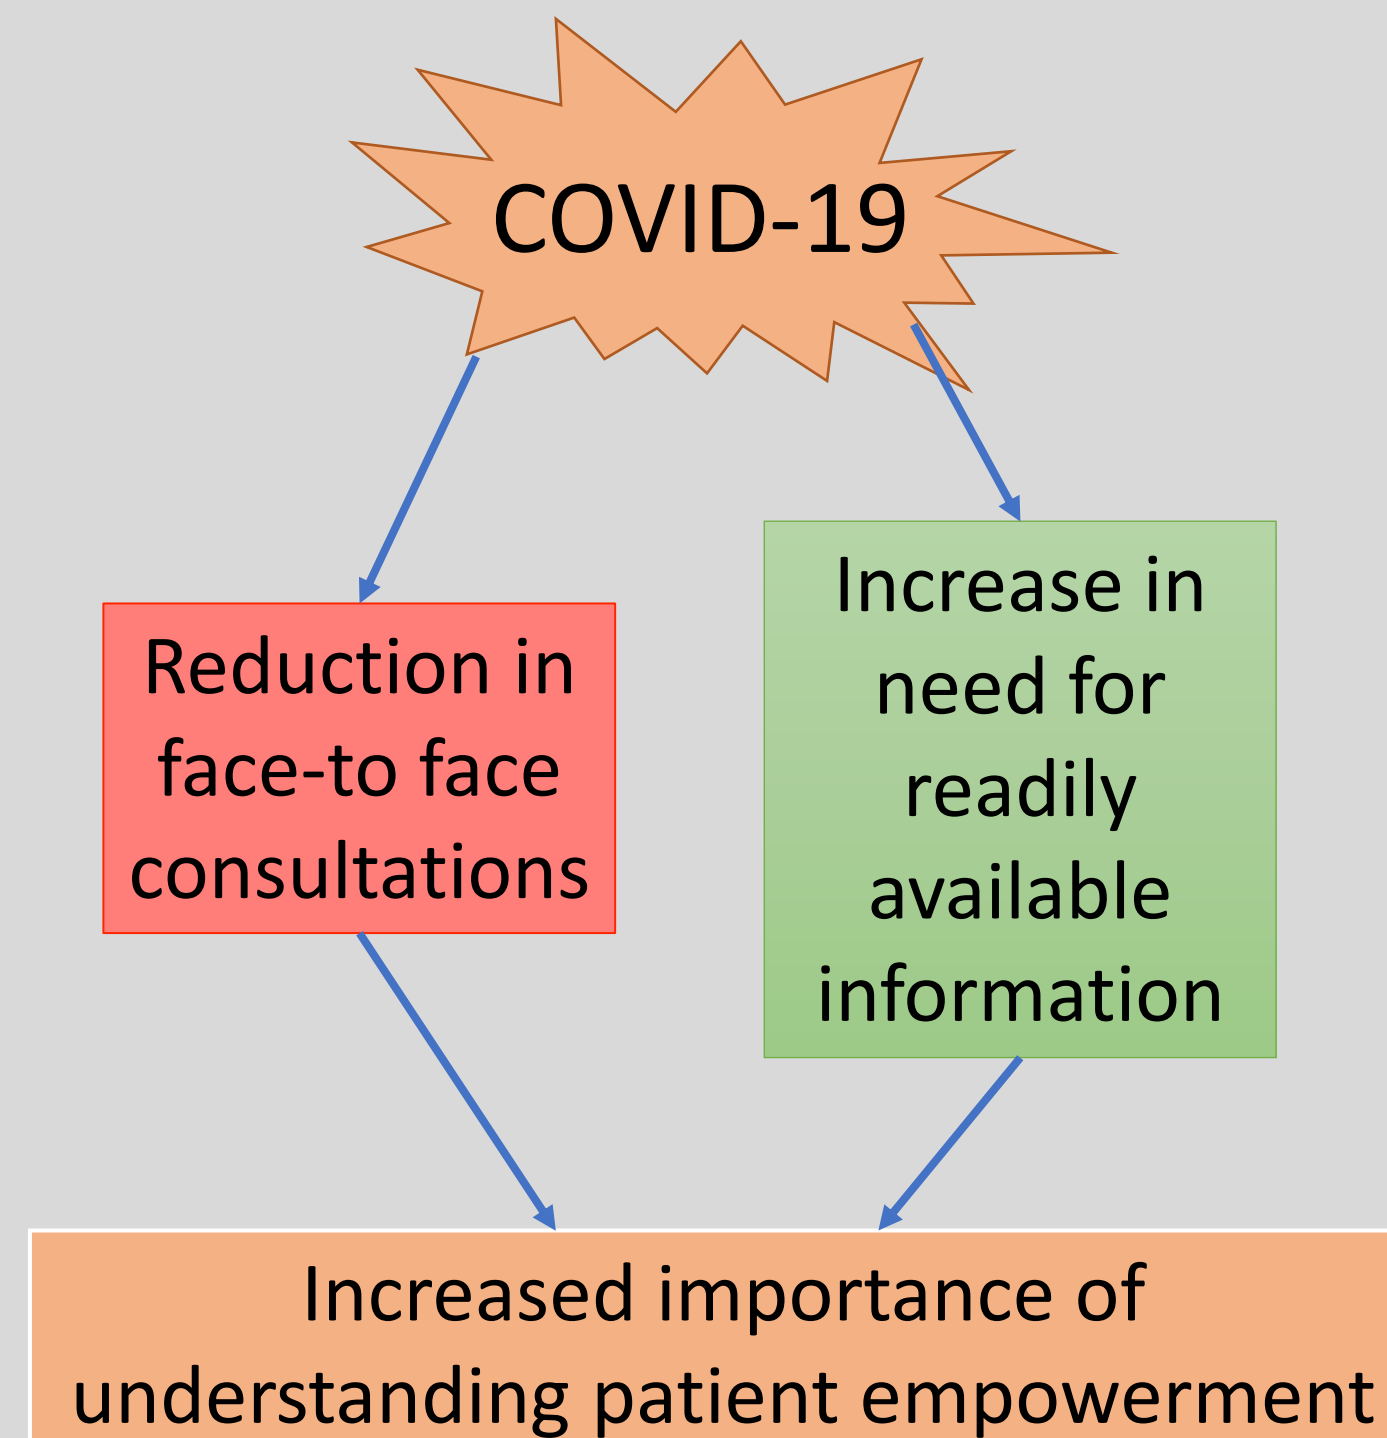 COVID-19
Reduction in
face-to face
consultations
Increase in
need for
readily
available
information
Increased importance of
understanding patient empowerment